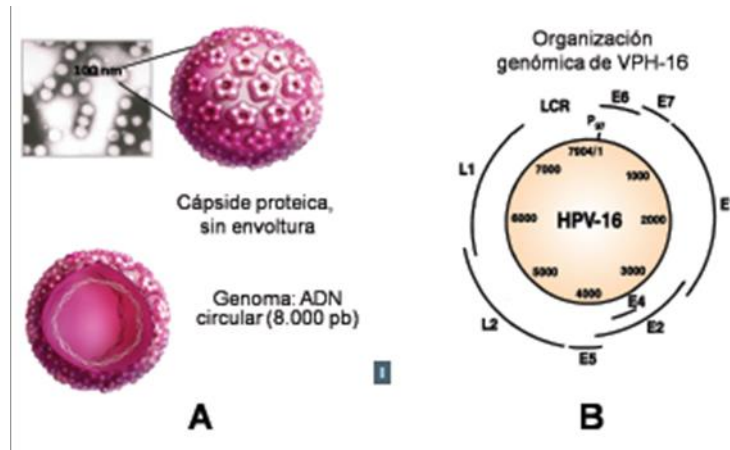 100 nm
Cápside proteica,
sin envoltura
Genoma: ADN
circular (8.000 pb)
I
A
Organización
genómica de VPH-16
LCR
E6
E7
P97
7904/1
1000
2000
3000
4000
5000
6000
7000
HPV-16
L1
E
E4
E2
L2
E5
B